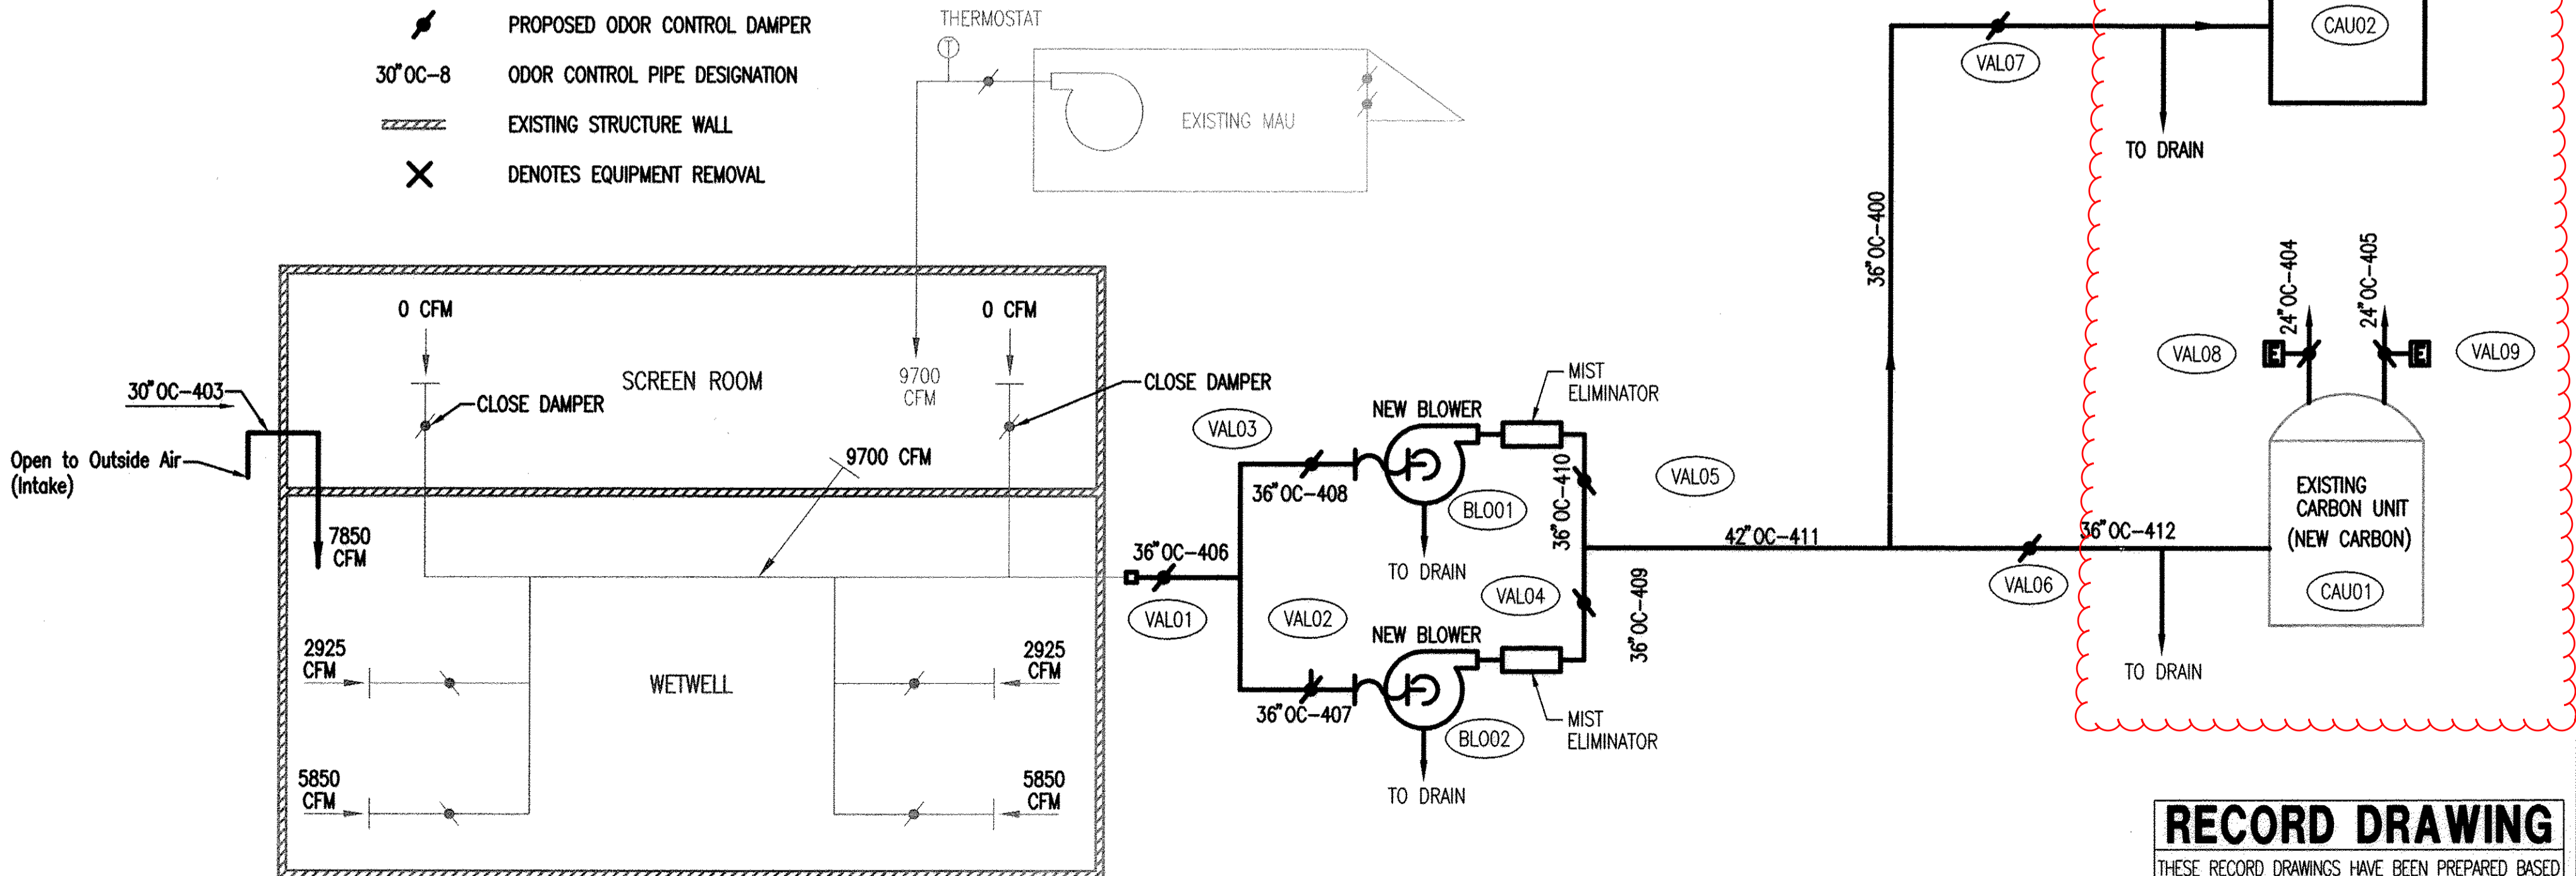 PROPOSED ODOR CONTROL DAMPER
30"OC-8
ODOR CONTROL PIPE DESIGNATION
EXISTING STRUCTURE WALL
DENOTES EQUIPMENT REMOVAL
THERMOSTAT
T
EXISTING MAU
VAL07
CAU02
TO DRAIN
36"OC-400
0 CFM
0 CFM
SCREEN ROOM
9700
CFM
CLOSE DAMPER
CLOSE DAMPER
30"OC-403
Open to Outside Air
(Intake)
9700 CFM
7850
CFM
2925
CFM
2925
CFM
WETWELL
5850
CFM
5850
CFM
36"OC-406
VAL01
VAL03
36"OC-408
NEW BLOWER
BLO01
TO DRAIN
MIST
ELIMINATOR
36"OC-410
VAL05
VAL02
VAL04
36"OC-409
NEW BLOWER
36"OC-407
BLO02
TO DRAIN
MIST
ELIMINATOR
42"OC-411
VAL06
36"OC-412
TO DRAIN
24"OC-404
24"OC-405
VAL08
E
E
VAL09
EXISTING
CARBON UNIT
(NEW CARBON)
CAU01
RECORD DRAWING
THESE RECORD DRAWINGS HAVE BEEN PREPARED BASED